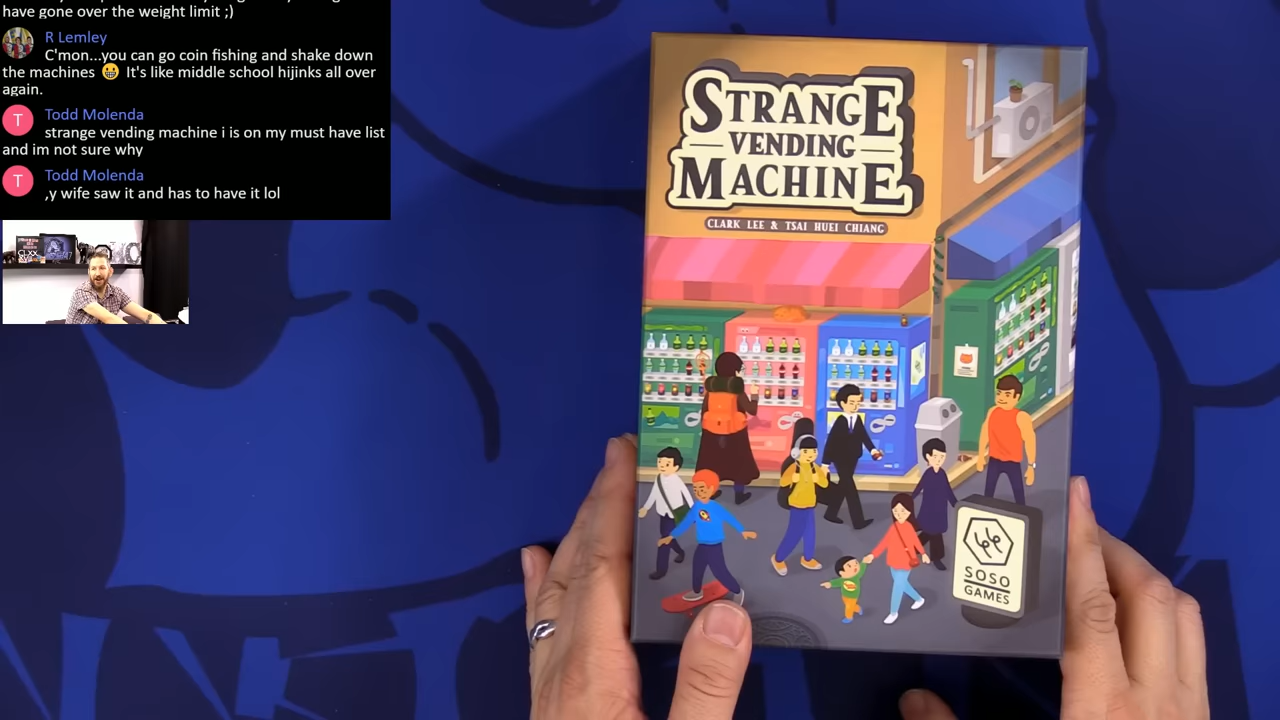 have gone over the weight limit ;)
R Lemley
C'mon...you can go coin fishing and shake down
the machines 😀 It's like middle school hijinks all over
again.
T
Todd Molenda
strange vending machine i is on my must have list
and im not sure why
T
Todd Molenda
,y wife saw it and has to have it lol
STRANGE
VENDING
MACHINE
CLARK LEE & TSAI HUEI CHIANG
SOSO
GAMES